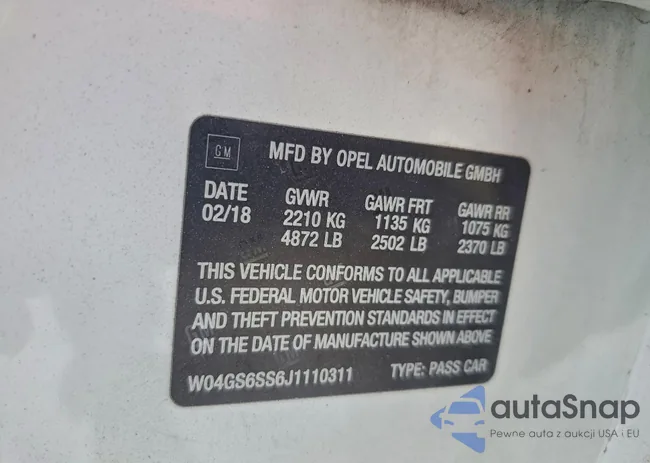 GM
MFD BY OPEL AUTOMOBILE GMBH
DATE GVWR GAWR FRT GAWR RR
02/18 2210 KG 1135 KG 1075 KG
4872 LB 2502 LB 2370 LB
THIS VEHICLE CONFORMS TO ALL APPLICABLE
U.S. FEDERAL MOTOR VEHICLE SAFETY, BUMPER
AND THEFT PREVENTION STANDARDS IN EFFECT
ON THE DATE OF MANUFACTURE SHOWN ABOVE
W04GS6SS6J1110311 TYPE: PASS CAR
autaSnap
Pewne auta z aukcji USA i EU